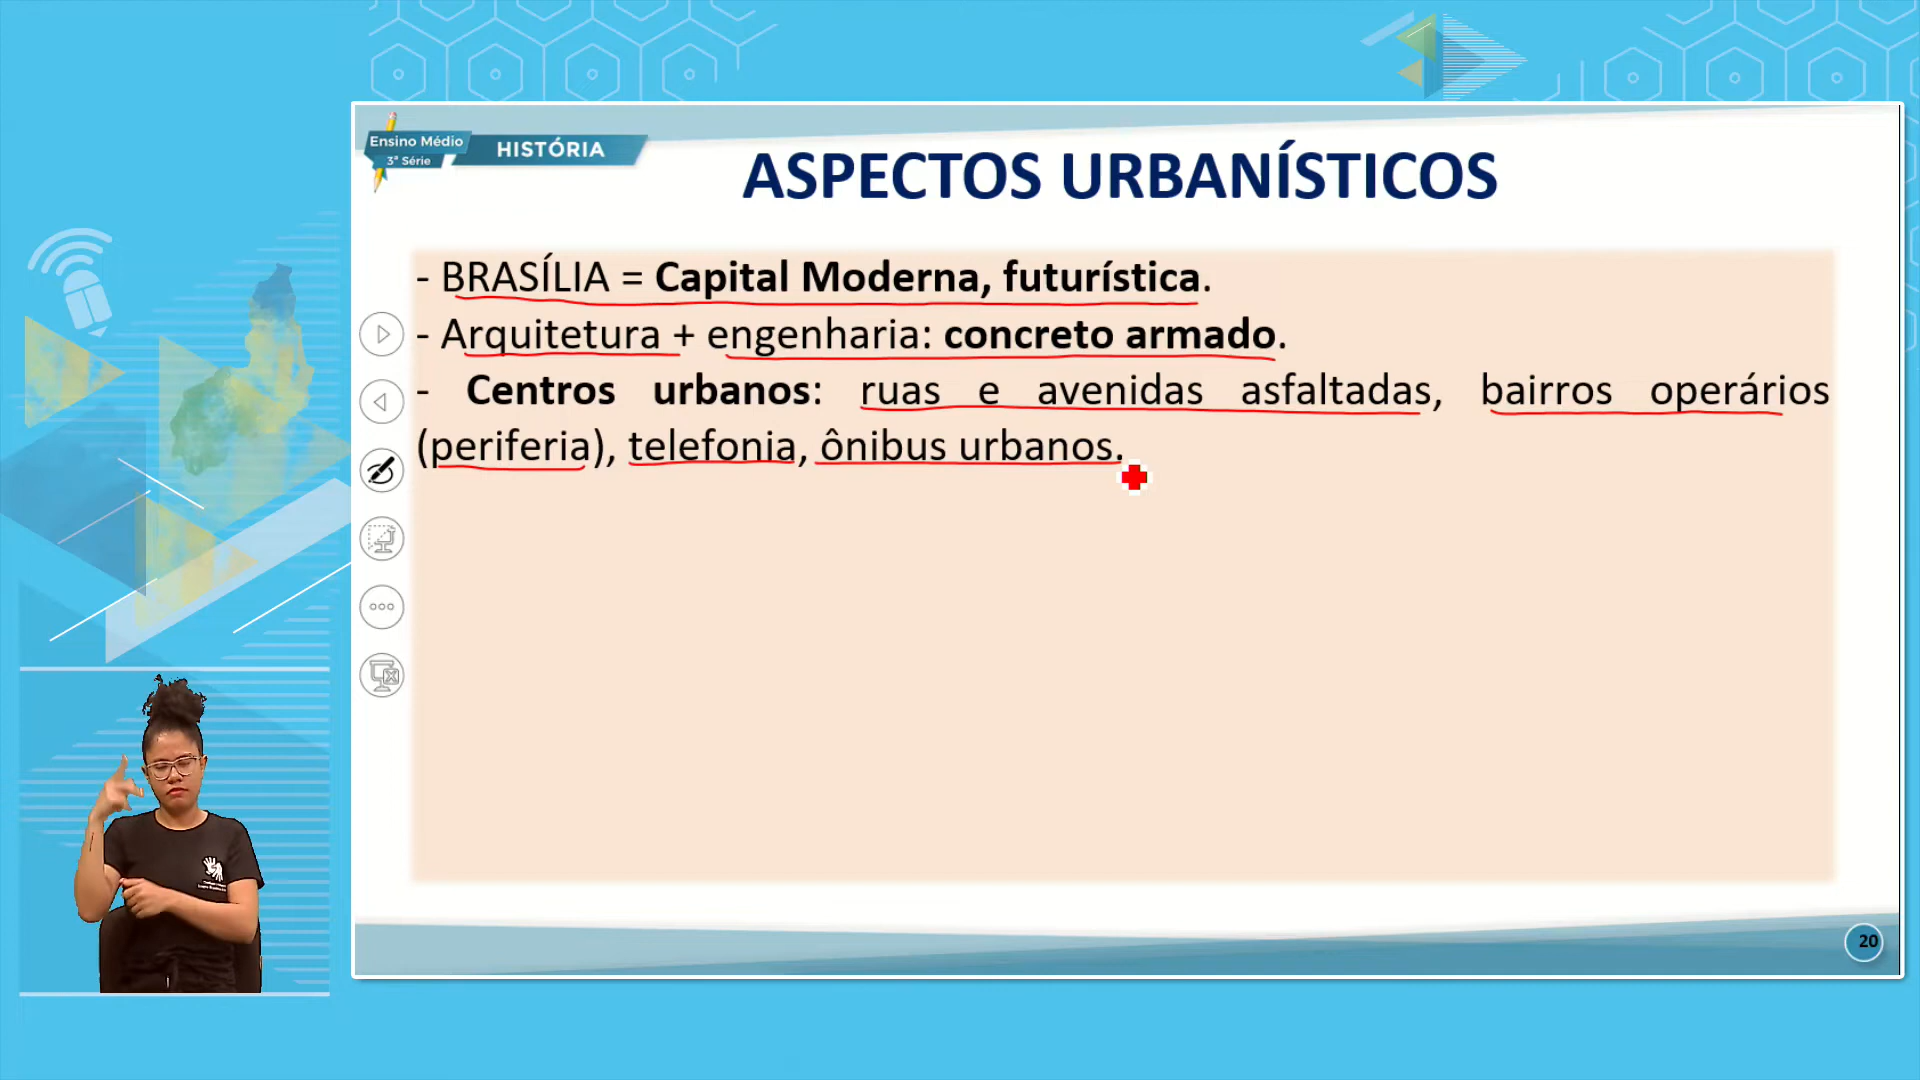 Ensino Médio
3ª Série
HISTÓRIA
ASPECTOS URBANÍSTICOS
- BRASÍLIA = Capital Moderna, futurística.
- Arquitetura + engenharia: concreto armado.
- Centros urbanos: ruas e avenidas asfaltadas, bairros operários
(periferia), telefonia, ônibus urbanos.
20